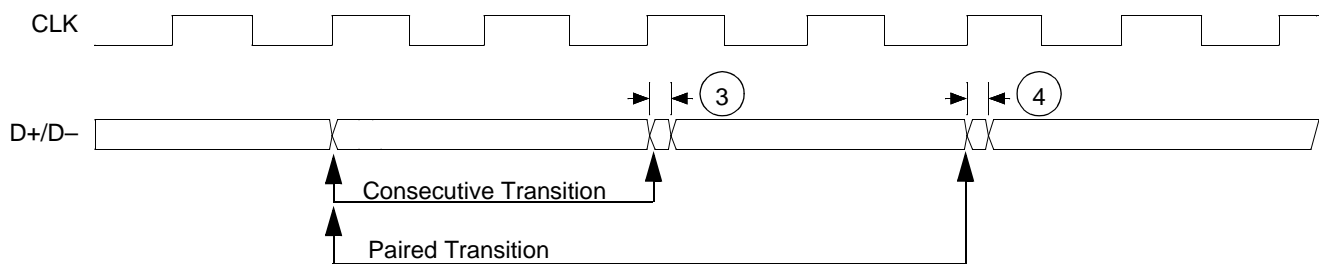 CLK
3
4
D+/D–
Consecutive Transition
Paired Transition